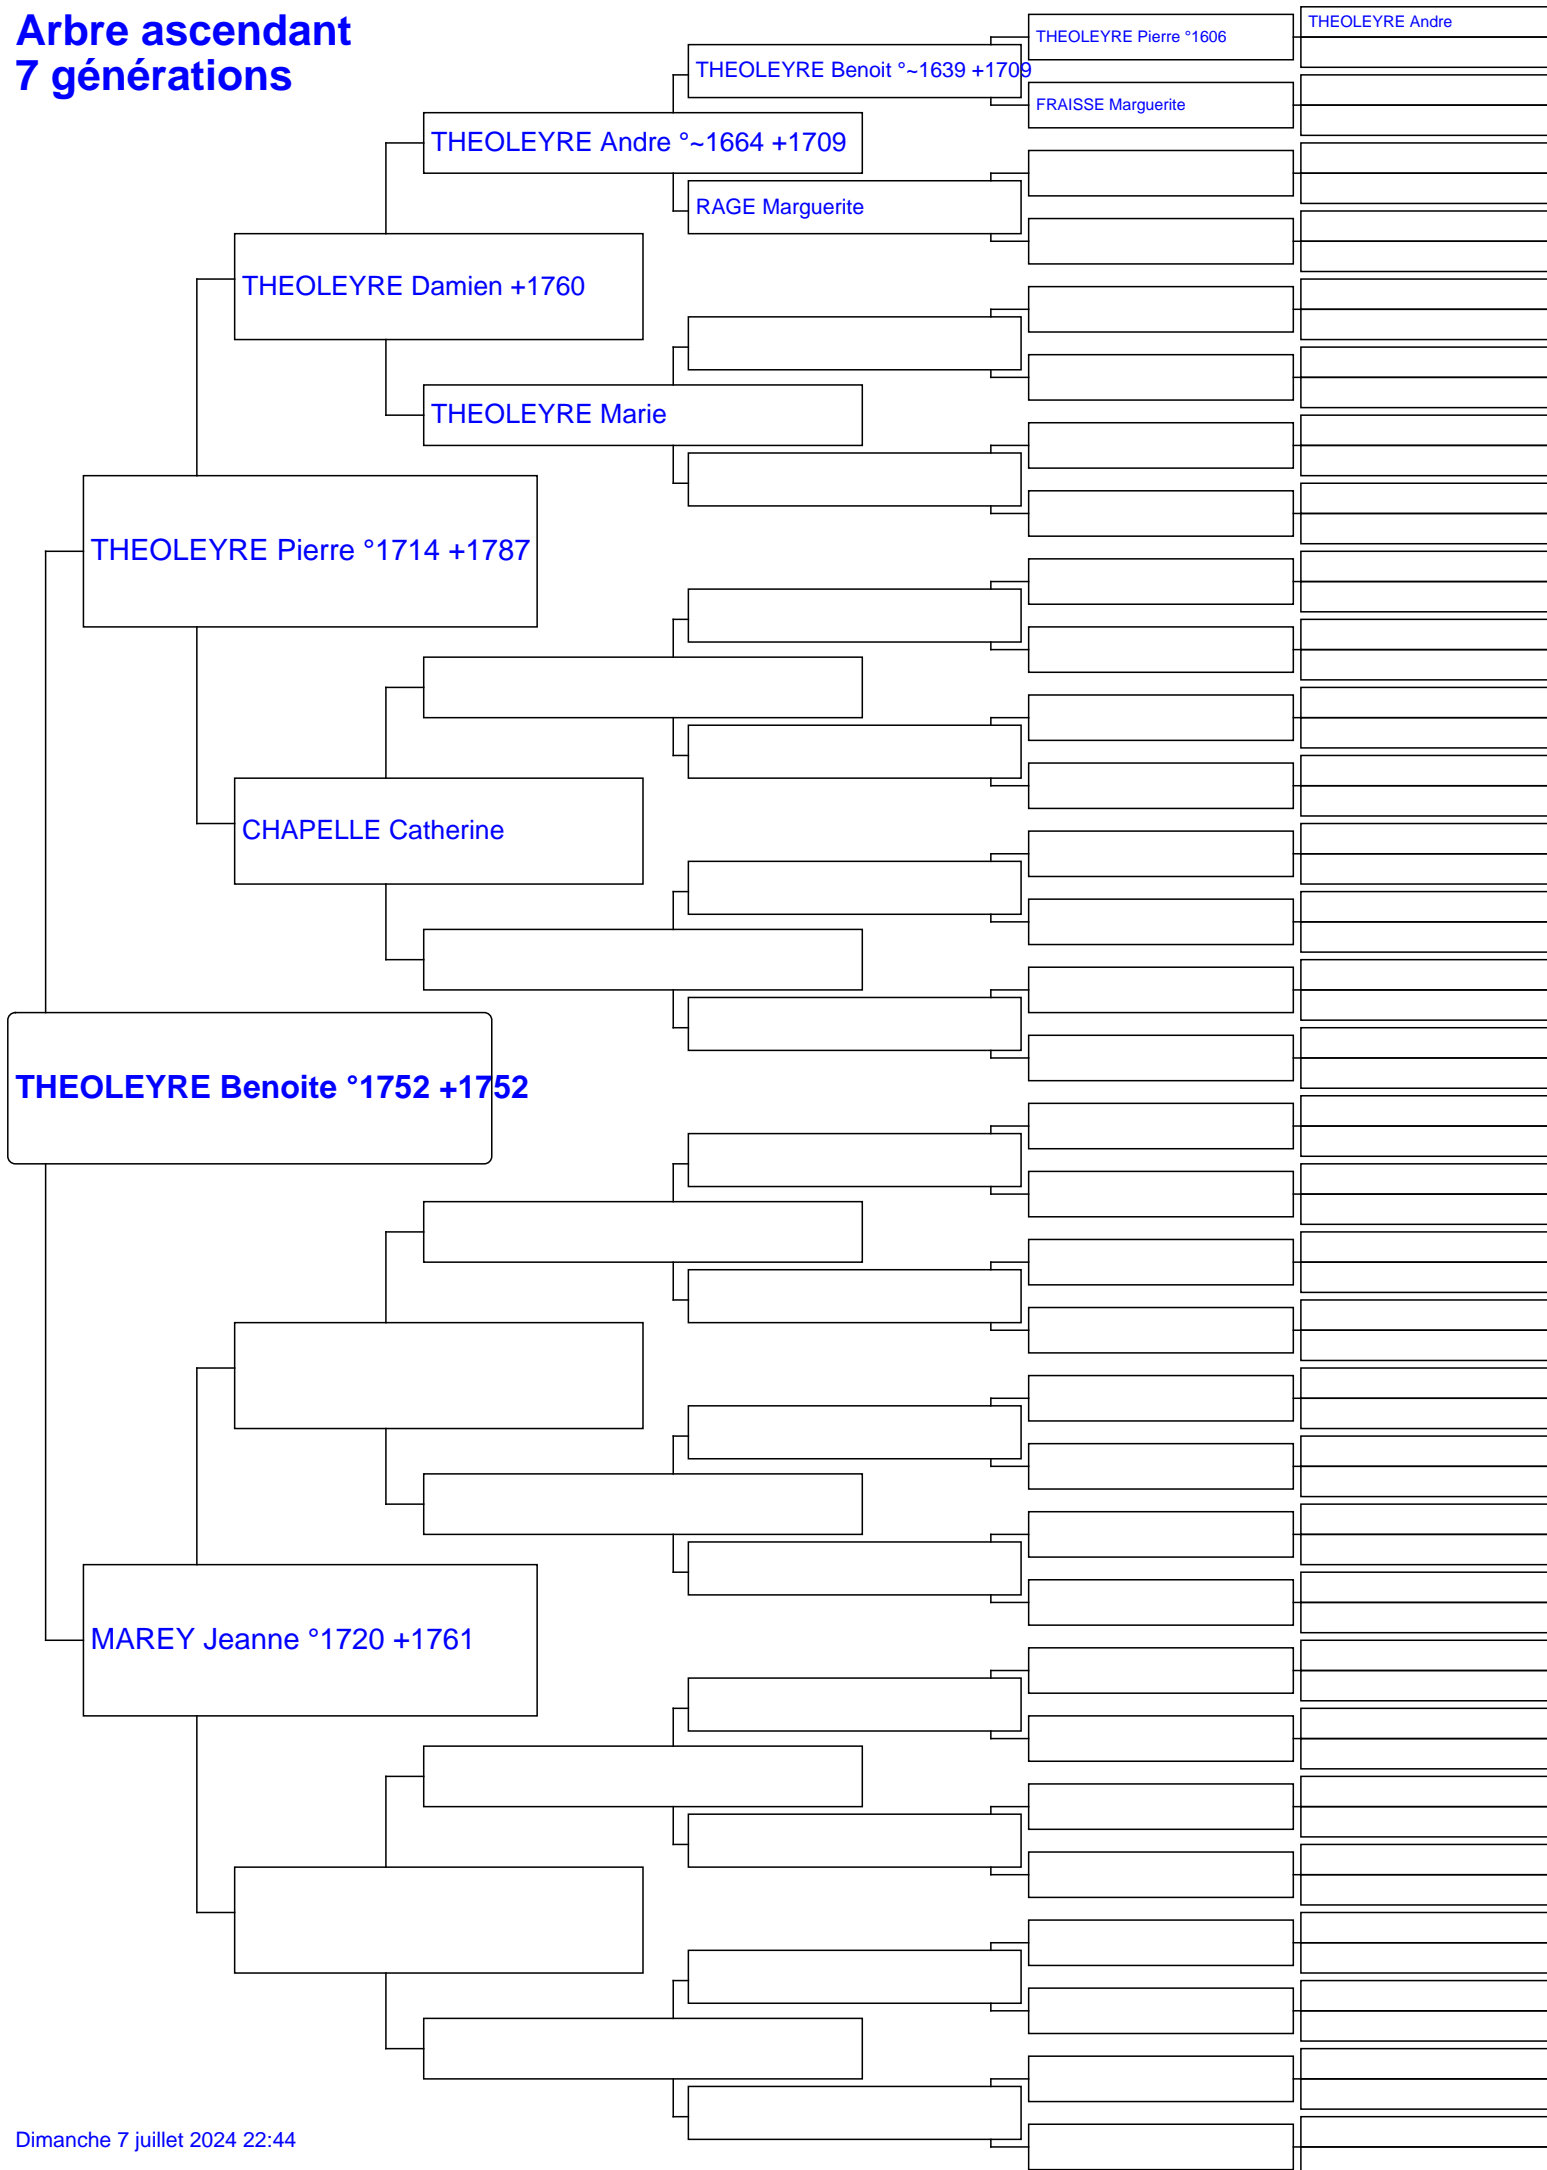 Arbre ascendant
7 générations
THEOLEYRE Andre
THEOLEYRE Pierre °1606
THEOLEYRE Benoit °~1639 +1709
FRAISSE Marguerite
THEOLEYRE Andre °~1664 +1709
RAGE Marguerite
THEOLEYRE Damien +1760
THEOLEYRE Marie
THEOLEYRE Pierre °1714 +1787
CHAPELLE Catherine
THEOLEYRE Benoite °1752 +1752
MAREY Jeanne °1720 +1761
Dimanche 7 juillet 2024 22:44